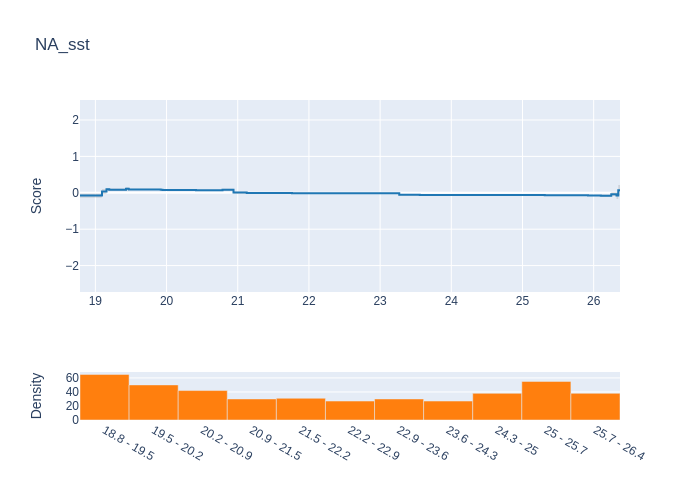 NA_sst
Score
2
1
0
−1
−2
19 20 21 22 23 24 25 26
Density
60
40
20
0
18.8 - 19.5
19.5 - 20.2
20.2 - 20.9
20.9 - 21.5
21.5 - 22.2
22.2 - 22.9
22.9 - 23.6
23.6 - 24.3
24.3 - 25
25 - 25.7
25.7 - 26.4